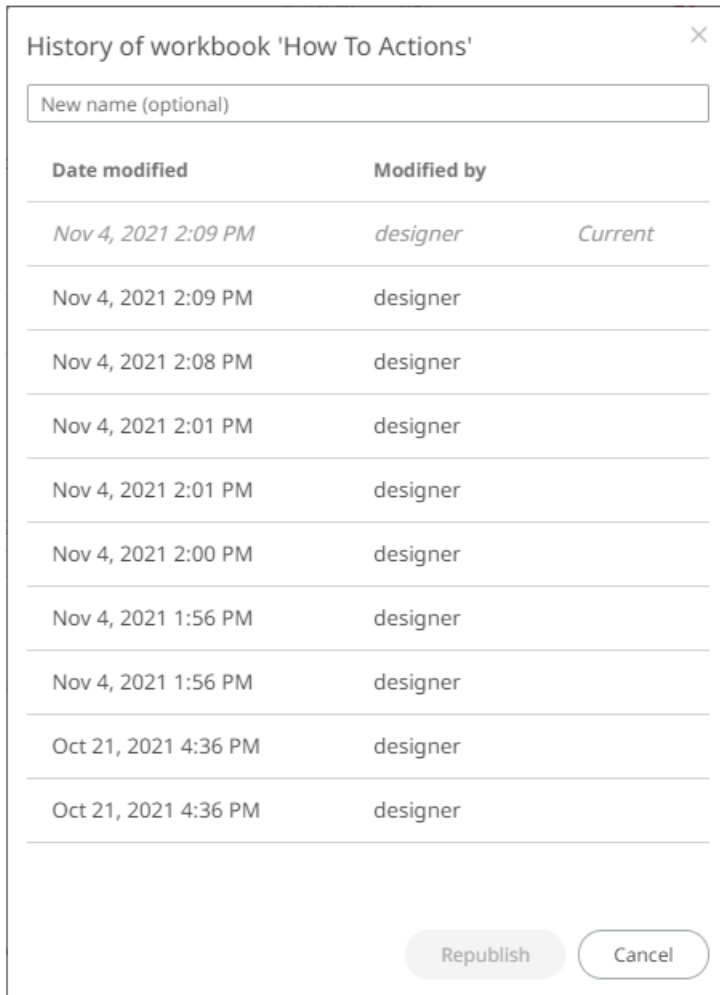 History of workbook 'How To Actions'
New name (optional)
Date modified Modified by
Nov 4, 2021 2:09 PM designer Current
Nov 4, 2021 2:09 PM designer
Nov 4, 2021 2:08 PM designer
Nov 4, 2021 2:01 PM designer
Nov 4, 2021 2:01 PM designer
Nov 4, 2021 2:00 PM designer
Nov 4, 2021 1:56 PM designer
Nov 4, 2021 1:56 PM designer
Oct 21, 2021 4:36 PM designer
Oct 21, 2021 4:36 PM designer
Republish Cancel